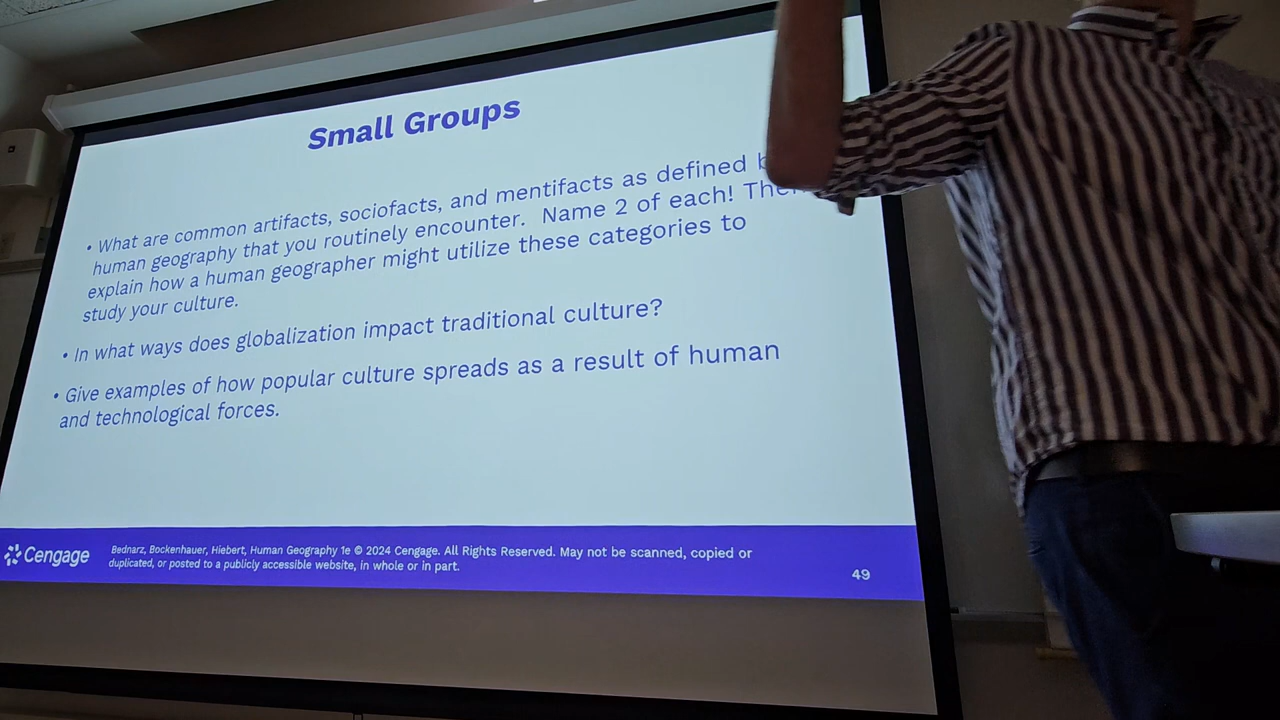 Small Groups
• What are common artifacts, sociofacts, and mentifacts as defined
human geography that you routinely encounter. Name 2 of each!
explain how a human geographer might utilize these categories to
study your culture.
• In what ways does globalization impact traditional culture?
• Give examples of how popular culture spreads as a result of human
and technological forces.
Cengage
Bednarz, Bockenhauer, Hiebert, Human Geography 1e © 2024 Cengage. All Rights Reserved. May not be scanned, copied or
duplicated, or posted to a publicly accessible website, in whole or in part.
49